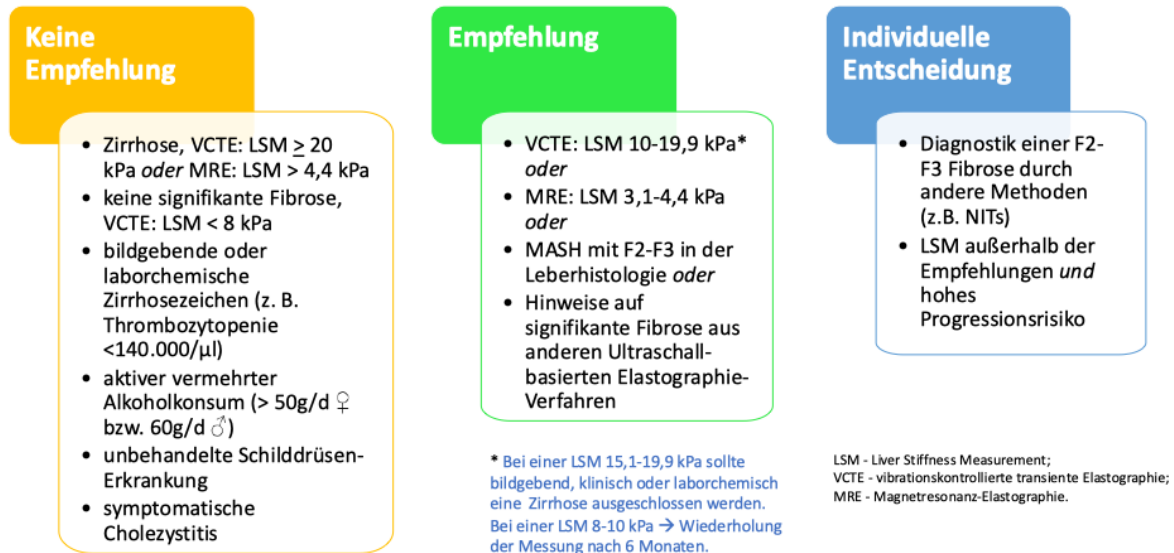 Keine
Empfehlung
• Zirrhose, VCTE: LSM ≥ 20
kPa oder MRE: LSM > 4,4 kPa
• keine signifikante Fibrose,
VCTE: LSM < 8 kPa
• bildgebende oder
laborchemische
Zirrhosezeichen (z. B.
Thrombozytopenie
<140.000/µl)
• aktiver vermehrter
Alkoholkonsum (> 50g/d ♀
bzw. 60g/d ♂)
• unbehandelte Schilddrüsen-
Erkrankung
• symptomatische
Cholezystitis
Empfehlung
• VCTE: LSM 10-19,9 kPa*
oder
• MRE: LSM 3,1-4,4 kPa
oder
• MASH mit F2-F3 in der
Leberhistologie oder
• Hinweise auf
signifikante Fibrose aus
anderen Ultraschall-
basierten Elastographie-
Verfahren
* Bei einer LSM 15,1-19,9 kPa sollte
bildgebend, klinisch oder laborchemisch
eine Zirrhose ausgeschlossen werden.
Bei einer LSM 8-10 kPa → Wiederholung
der Messung nach 6 Monaten.
Individuelle
Entscheidung
• Diagnostik einer F2-
F3 Fibrose durch
andere Methoden
(z.B. NITs)
• LSM außerhalb der
Empfehlungen und
hohes
Progressionsrisiko
LSM - Liver Stiffness Measurement;
VCTE - vibrationskontrollierte transiente Elastographie;
MRE - Magnetresonanz-Elastographie.